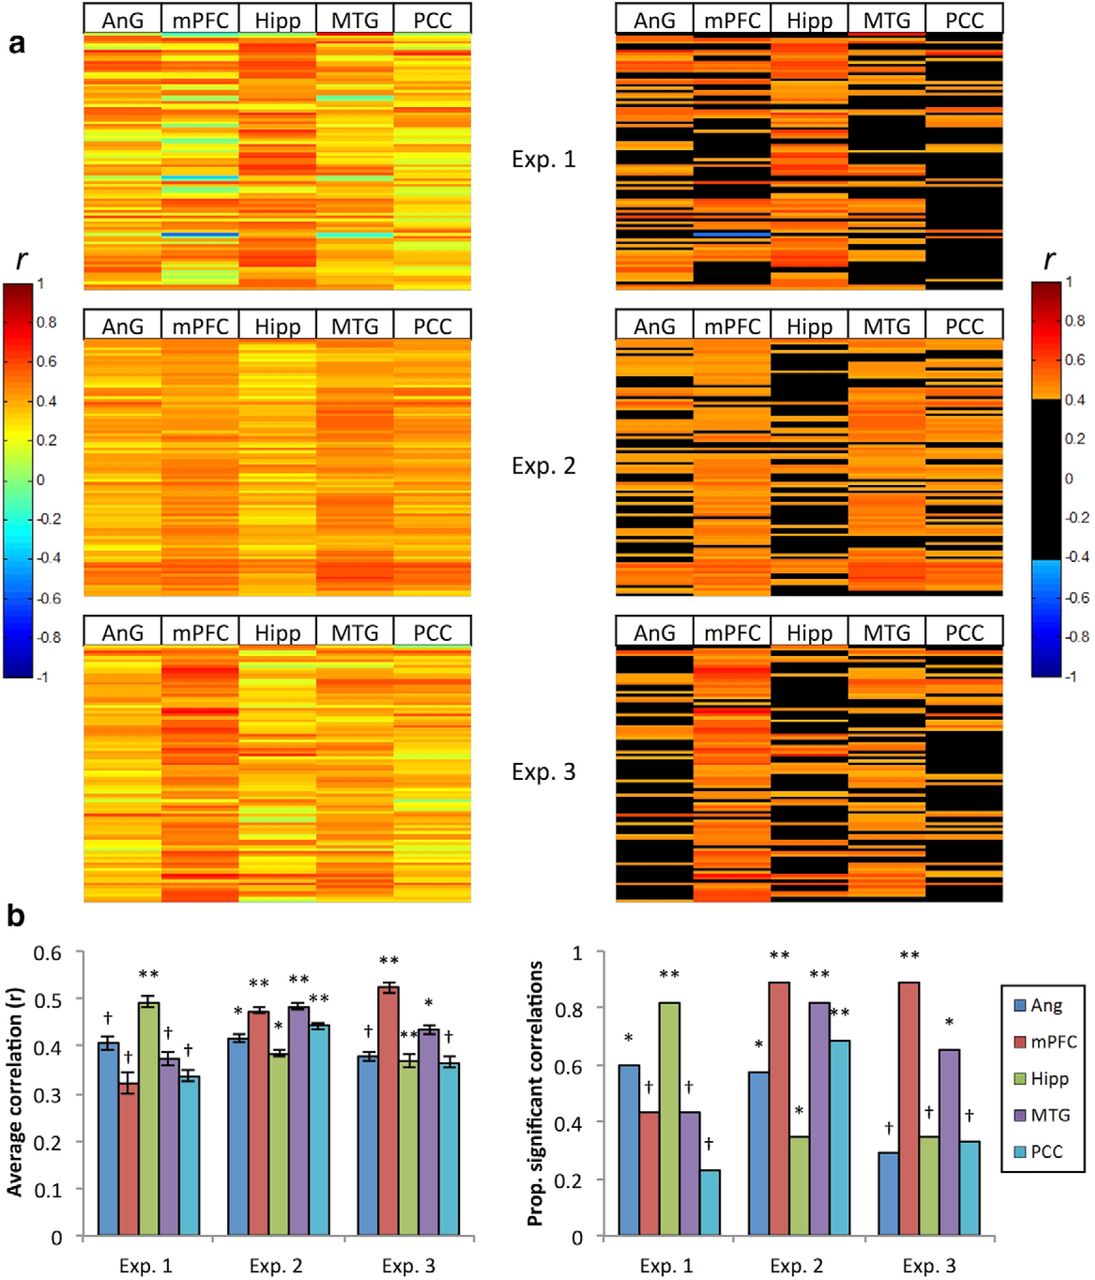 a
AnG mPFC Hipp MTG PCC
AnG mPFC Hipp MTG PCC
Exp. 1
r
1
0.8
0.6
0.4
0.2
0
-0.2
-0.4
-0.6
-0.8
-1
r
1
0.8
0.6
0.4
0.2
0
-0.2
-0.4
-0.6
-0.8
-1
AnG mPFC Hipp MTG PCC
AnG mPFC Hipp MTG PCC
Exp. 2
AnG mPFC Hipp MTG PCC
AnG mPFC Hipp MTG PCC
Exp. 3
b
Average correlation (r)
0.6
0.5
0.4
0.3
0.2
0.1
0
† ** † †
* ** * ** **
† ** ** * †
Exp. 1 Exp. 2 Exp. 3
Prop. significant correlations
1
0.8
0.6
0.4
0.2
0
* † ** † †
* ** * ** **
† ** † * †
Exp. 1 Exp. 2 Exp. 3
Ang
mPFC
Hipp
MTG
PCC